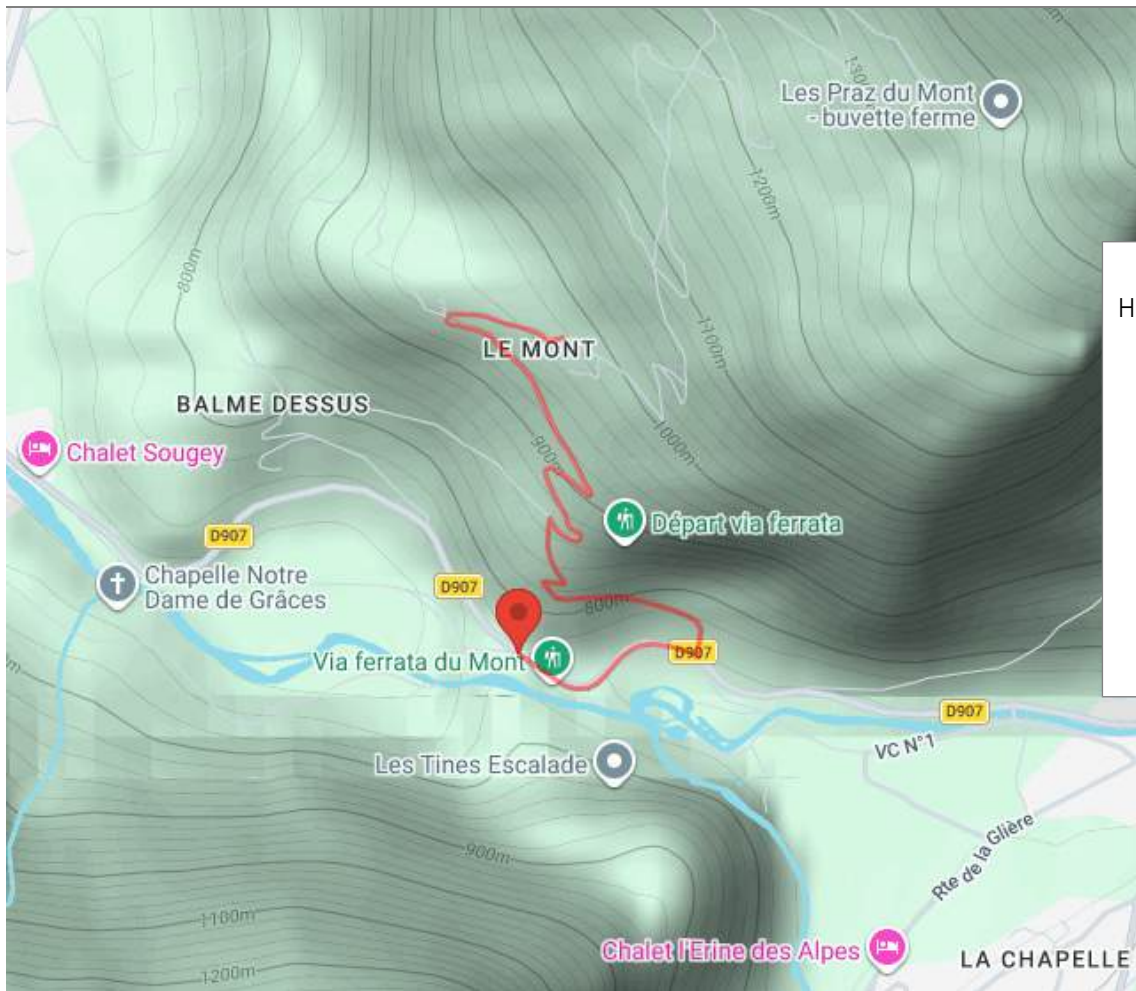 1300m
Les Praz du Mont
- buvette ferme
1200m
800m
H
1100m
LE MONT
BALME DESSUS
900m
1000m
Chalet Sougey
Départ via ferrata
D907
Chapelle Notre
Dame de Grâces
D907
800m
Via ferrata du Mont
D907
D907
VC N°1
Les Tines Escalade
Rte de la Glière
900m
1100m
Chalet l'Erine des Alpes
LA CHAPELLE
1200m